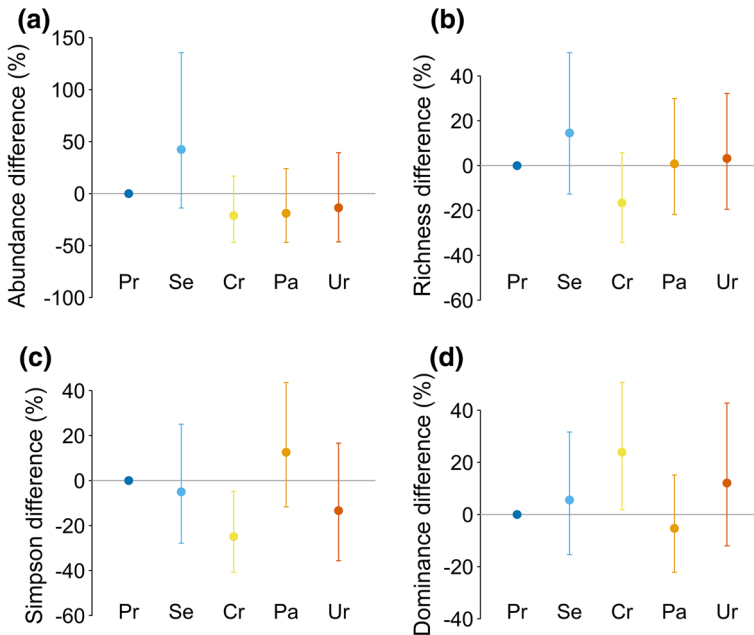 (a)
Abundance difference (%)
150
100
50
0
-50
-100
Pr Se Cr Pa Ur
(b)
Richness difference (%)
40
20
0
-20
-40
-60
Pr Se Cr Pa Ur
(c)
Simpson difference (%)
40
20
0
-20
-40
-60
Pr Se Cr Pa Ur
(d)
Dominance difference (%)
40
20
0
-20
-40
Pr Se Cr Pa Ur